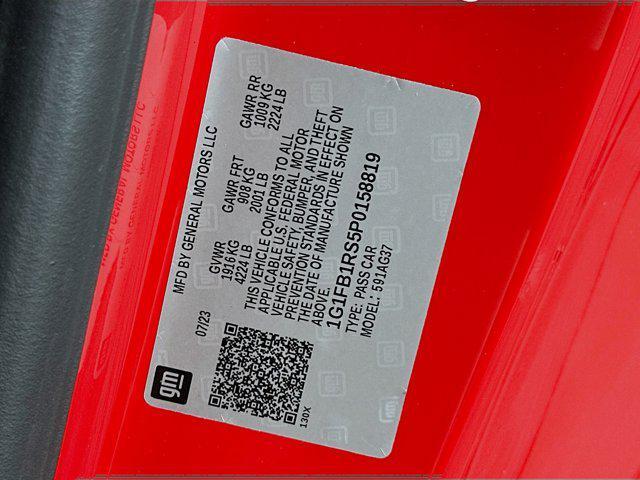 gm
07/23
MFD BY GENERAL MOTORS LLC
GVWR
1916 KG
4224 LB
GAWR FRT
908 KG
2001 LB
GAWR RR
1009 KG
2224 LB
THIS VEHICLE CONFORMS TO ALL
APPLICABLE U.S. FEDERAL MOTOR
VEHICLE SAFETY, BUMPER, AND THEFT
PREVENTION STANDARDS IN EFFECT ON
THE DATE OF MANUFACTURE SHOWN
ABOVE.
1G1FB1RS5P0158819
TYPE: PASS CAR
MODEL: 591AG37
130X